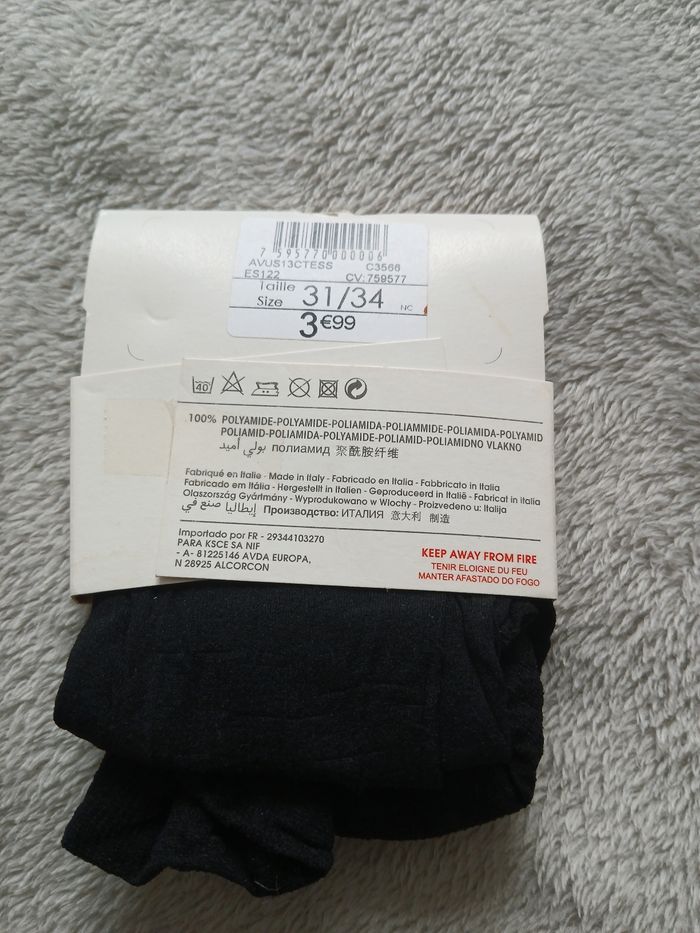 7 595770 000006
AVUS13CTESS C3566
ES122 CV:759577
Taille
Size 31/34 NC
3€99
40
100% POLYAMIDE-POLYAMIDE-POLIAMIDA-POLIAMMIDE-POLIAMIDA-POLYAMID
POLIAMID-POLIAMIDA-POLYAMIDE-POLIAMID-POLIAMIDNO VLAKNO
بولي أميد полиамид 聚酰胺纤维
Fabriqué en Italie - Made in Italy - Fabricado en Italia - Fabbricato in Italia
Fabricado em Itália - Hergestellt in Italien - Geproduceerd in Italië - Fabricat in Italia
Olaszország Gyártmány - Wyprodukowano w Wlochy - Proizvedeno u: Italija
إيطاليا صنع في Производство: ИТАЛИЯ 意大利 制造
Importado por FR - 29344103270
PARA KSCE SA NIF
- A- 81225146 AVDA EUROPA,
N 28925 ALCORCON
KEEP AWAY FROM FIRE
TENIR ELOIGNE DU FEU
MANTER AFASTADO DO FOGO